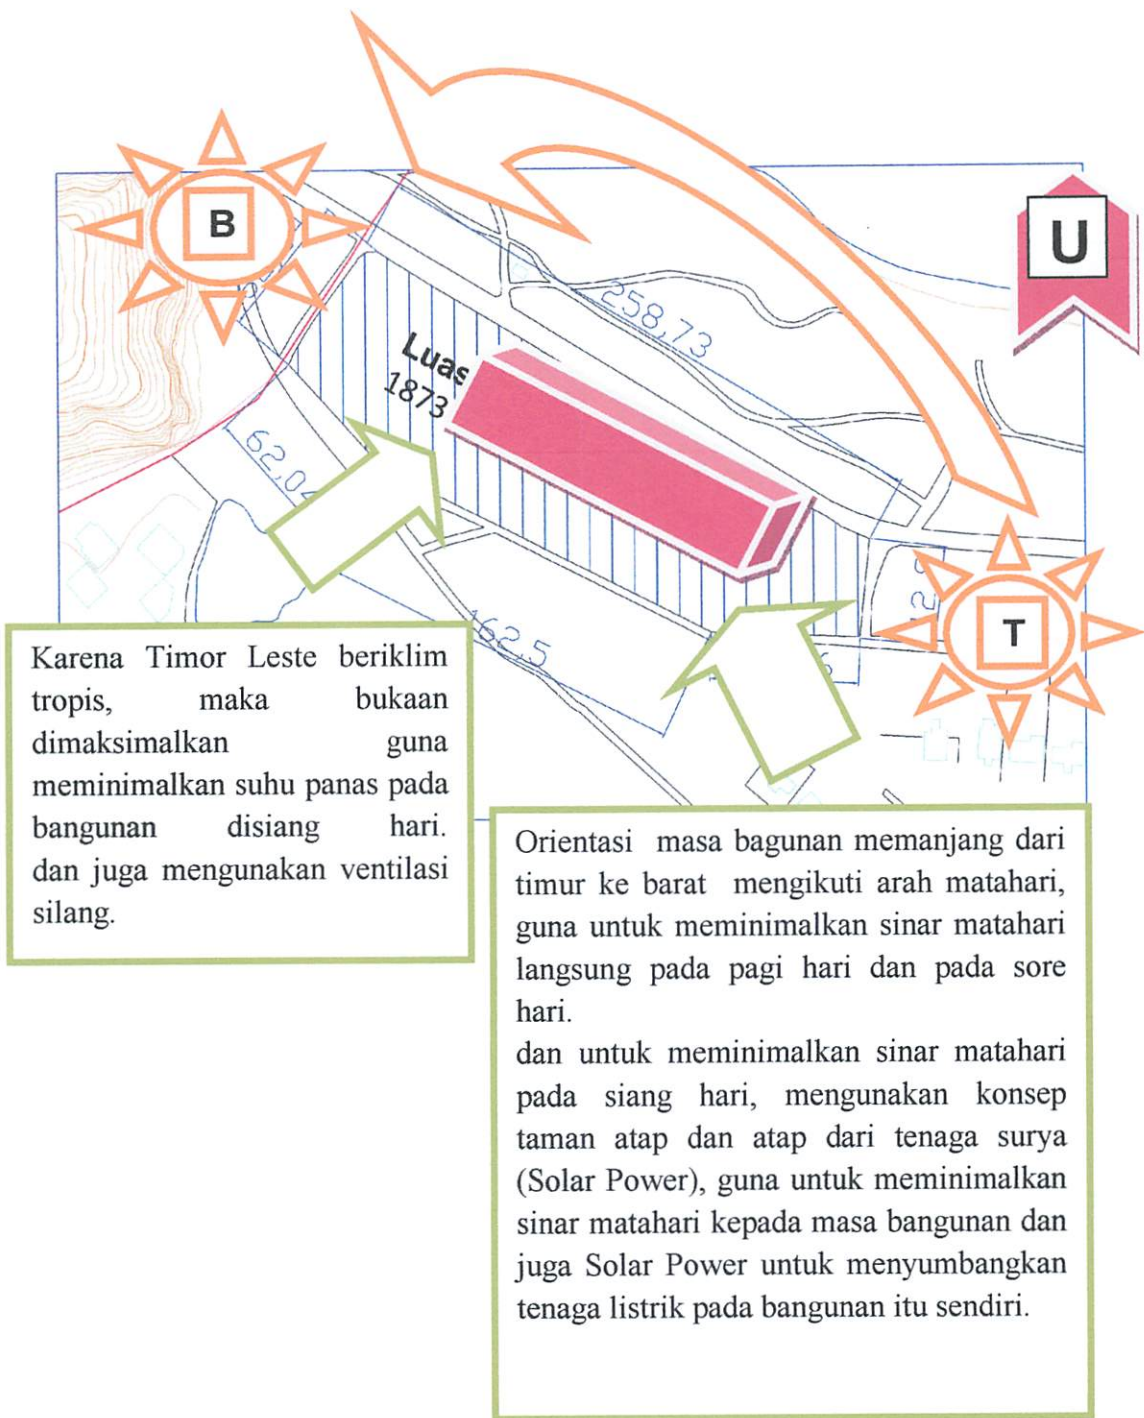 B
U
258,73
Luas
1873
62,04
162,5
T
Karena Timor Leste beriklim
tropis, maka bukaan
dimaksimalkan guna
meminimalkan suhu panas pada
bangunan disiang hari.
dan juga mengunakan ventilasi
silang.
Orientasi masa bagunan memanjang dari
timur ke barat mengikuti arah matahari,
guna untuk meminimalkan sinar matahari
langsung pada pagi hari dan pada sore
hari.
dan untuk meminimalkan sinar matahari
pada siang hari, mengunakan konsep
taman atap dan atap dari tenaga surya
(Solar Power), guna untuk meminimalkan
sinar matahari kepada masa bangunan dan
juga Solar Power untuk menyumbangkan
tenaga listrik pada bangunan itu sendiri.